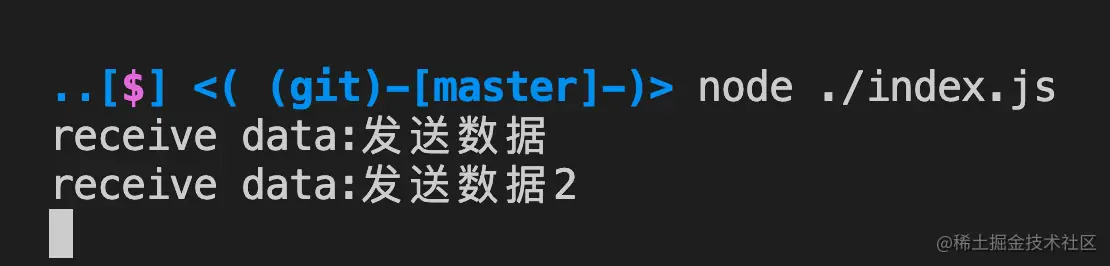 ..[$] <( (git)-[master]-)> node ./index.js
receive data:发送数据
receive data:发送数据2
@稀土掘金技术社区